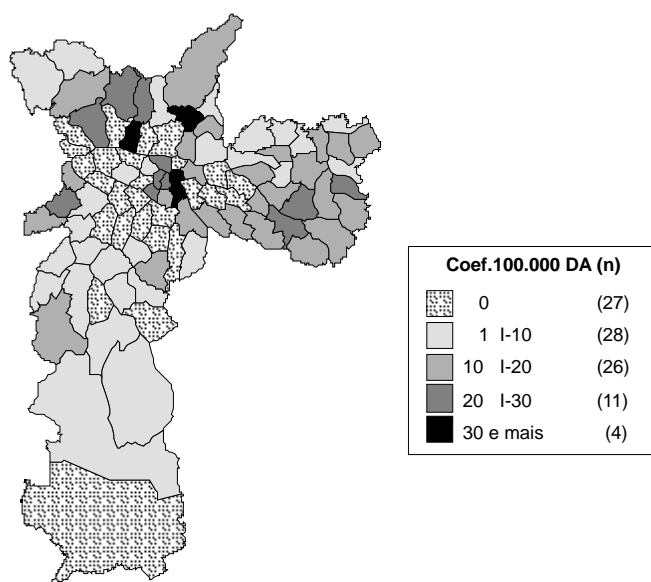 Coef.100.000 DA (n)
0 (27)
1 I-10 (28)
10 I-20 (26)
20 I-30 (11)
30 e mais (4)